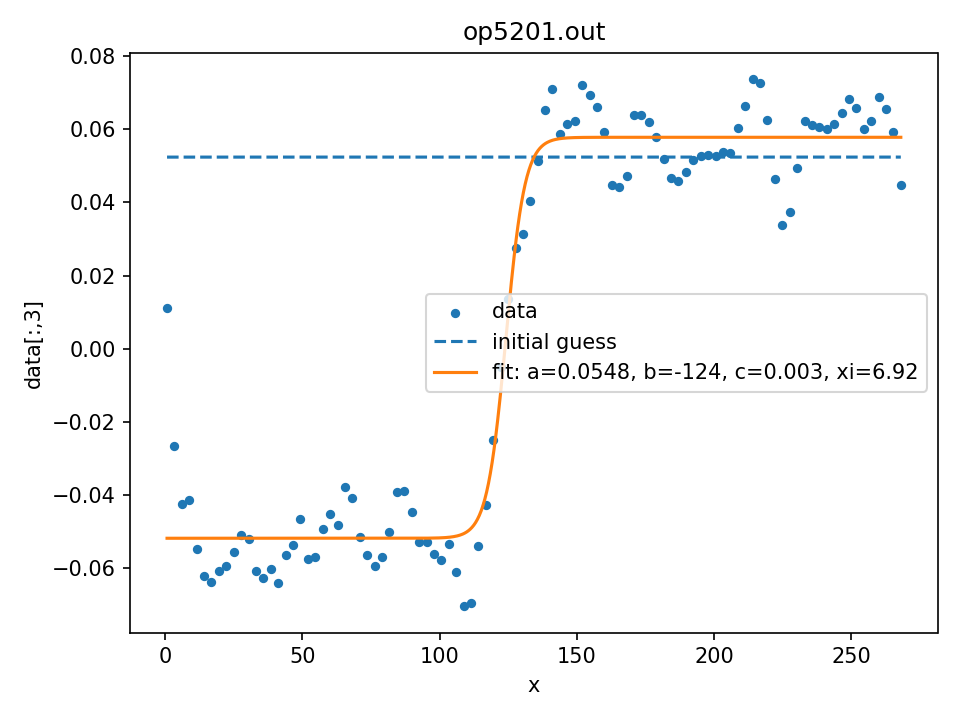 op5201.out
0.08
0.06
0.04
0.02
0.00
−0.02
−0.04
−0.06
data[:,3]
data
initial guess
fit: a=0.0548, b=-124, c=0.003, xi=6.92
0 50 100 150 200 250
x